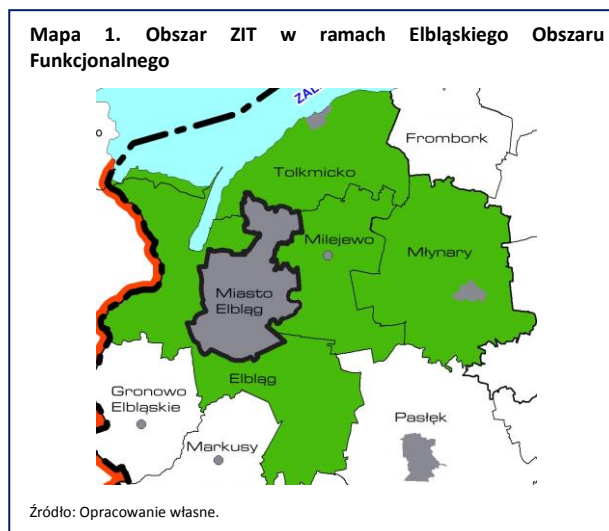 Mapa 1. Obszar ZIT w ramach Elbląskiego Obszaru
Funkcjonalnego
Frombork
Tolkmicko
Milejewo
Młynary
Miasto
Elbląg
Elbląg
Gronowo
Elbląskie
Pasłęk
Markusy
Źródło: Opracowanie własne.